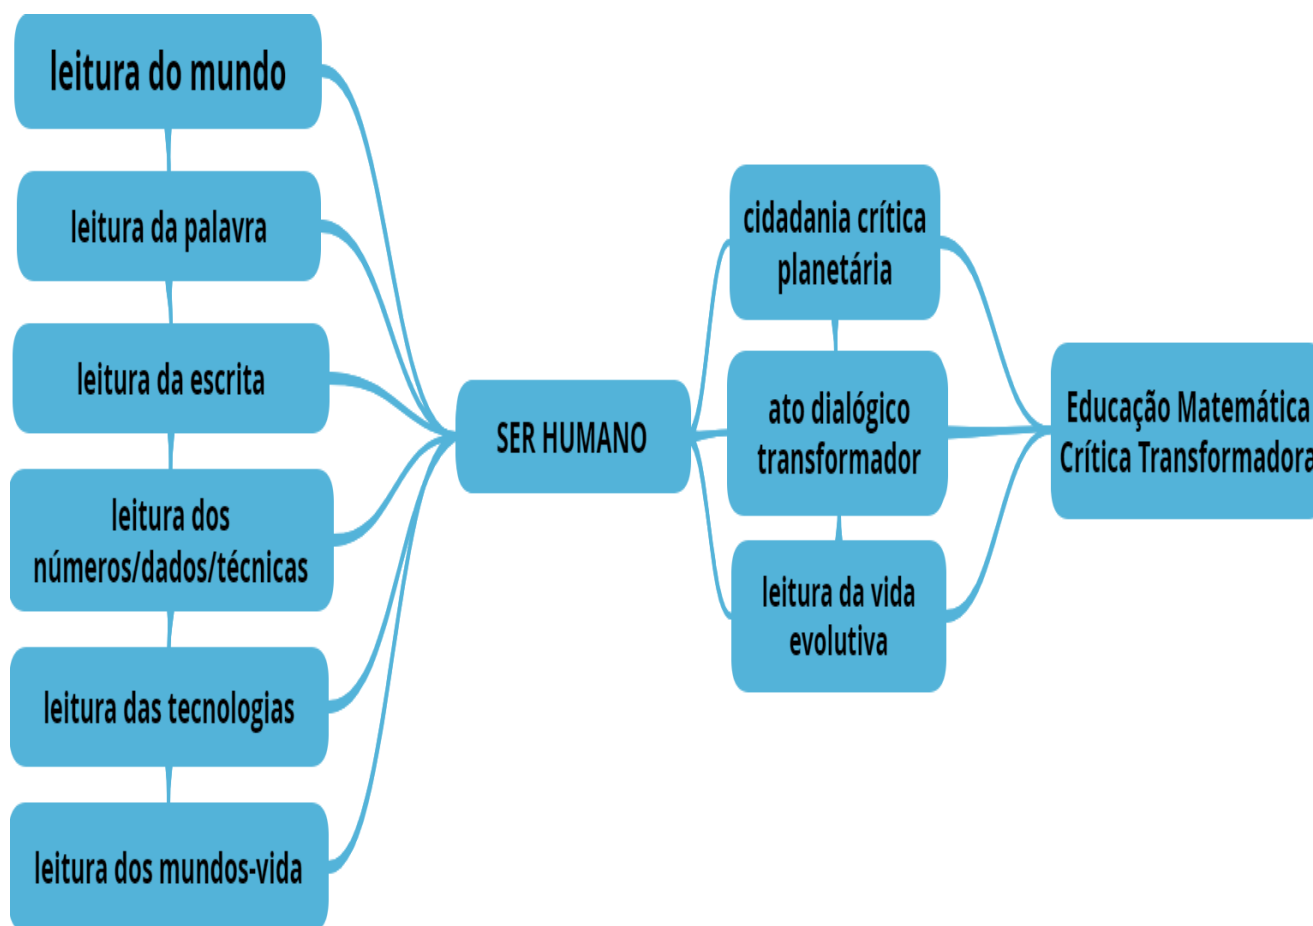 leitura do mundo
leitura da palavra
leitura da escrita
leitura dos
números/dados/técnicas
leitura das tecnologias
leitura dos mundos-vida
SER HUMANO
cidadania crítica
planetária
ato dialógico
transformador
leitura da vida
evolutiva
Educação Matemática
Crítica Transformadora